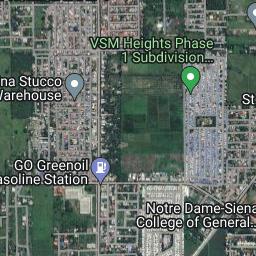 VSM Heights Phase
1 Subdivision...
na Stucco
Warehouse
St
GO Greenoil
asoline Station
Notre Dame-Siena
College of General...